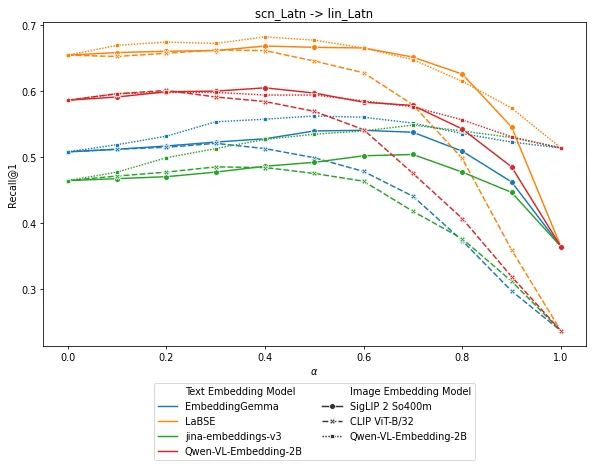 scn_Latn -> lin_Latn
0.7
0.6
0.5
0.4
0.3
Recall@1
0.0 0.2 0.4 0.6 0.8 1.0
α
Text Embedding Model Image Embedding Model
EmbeddingGemma SigLIP 2 So400m
LaBSE CLIP ViT-B/32
jina-embeddings-v3 Qwen-VL-Embedding-2B
Qwen-VL-Embedding-2B